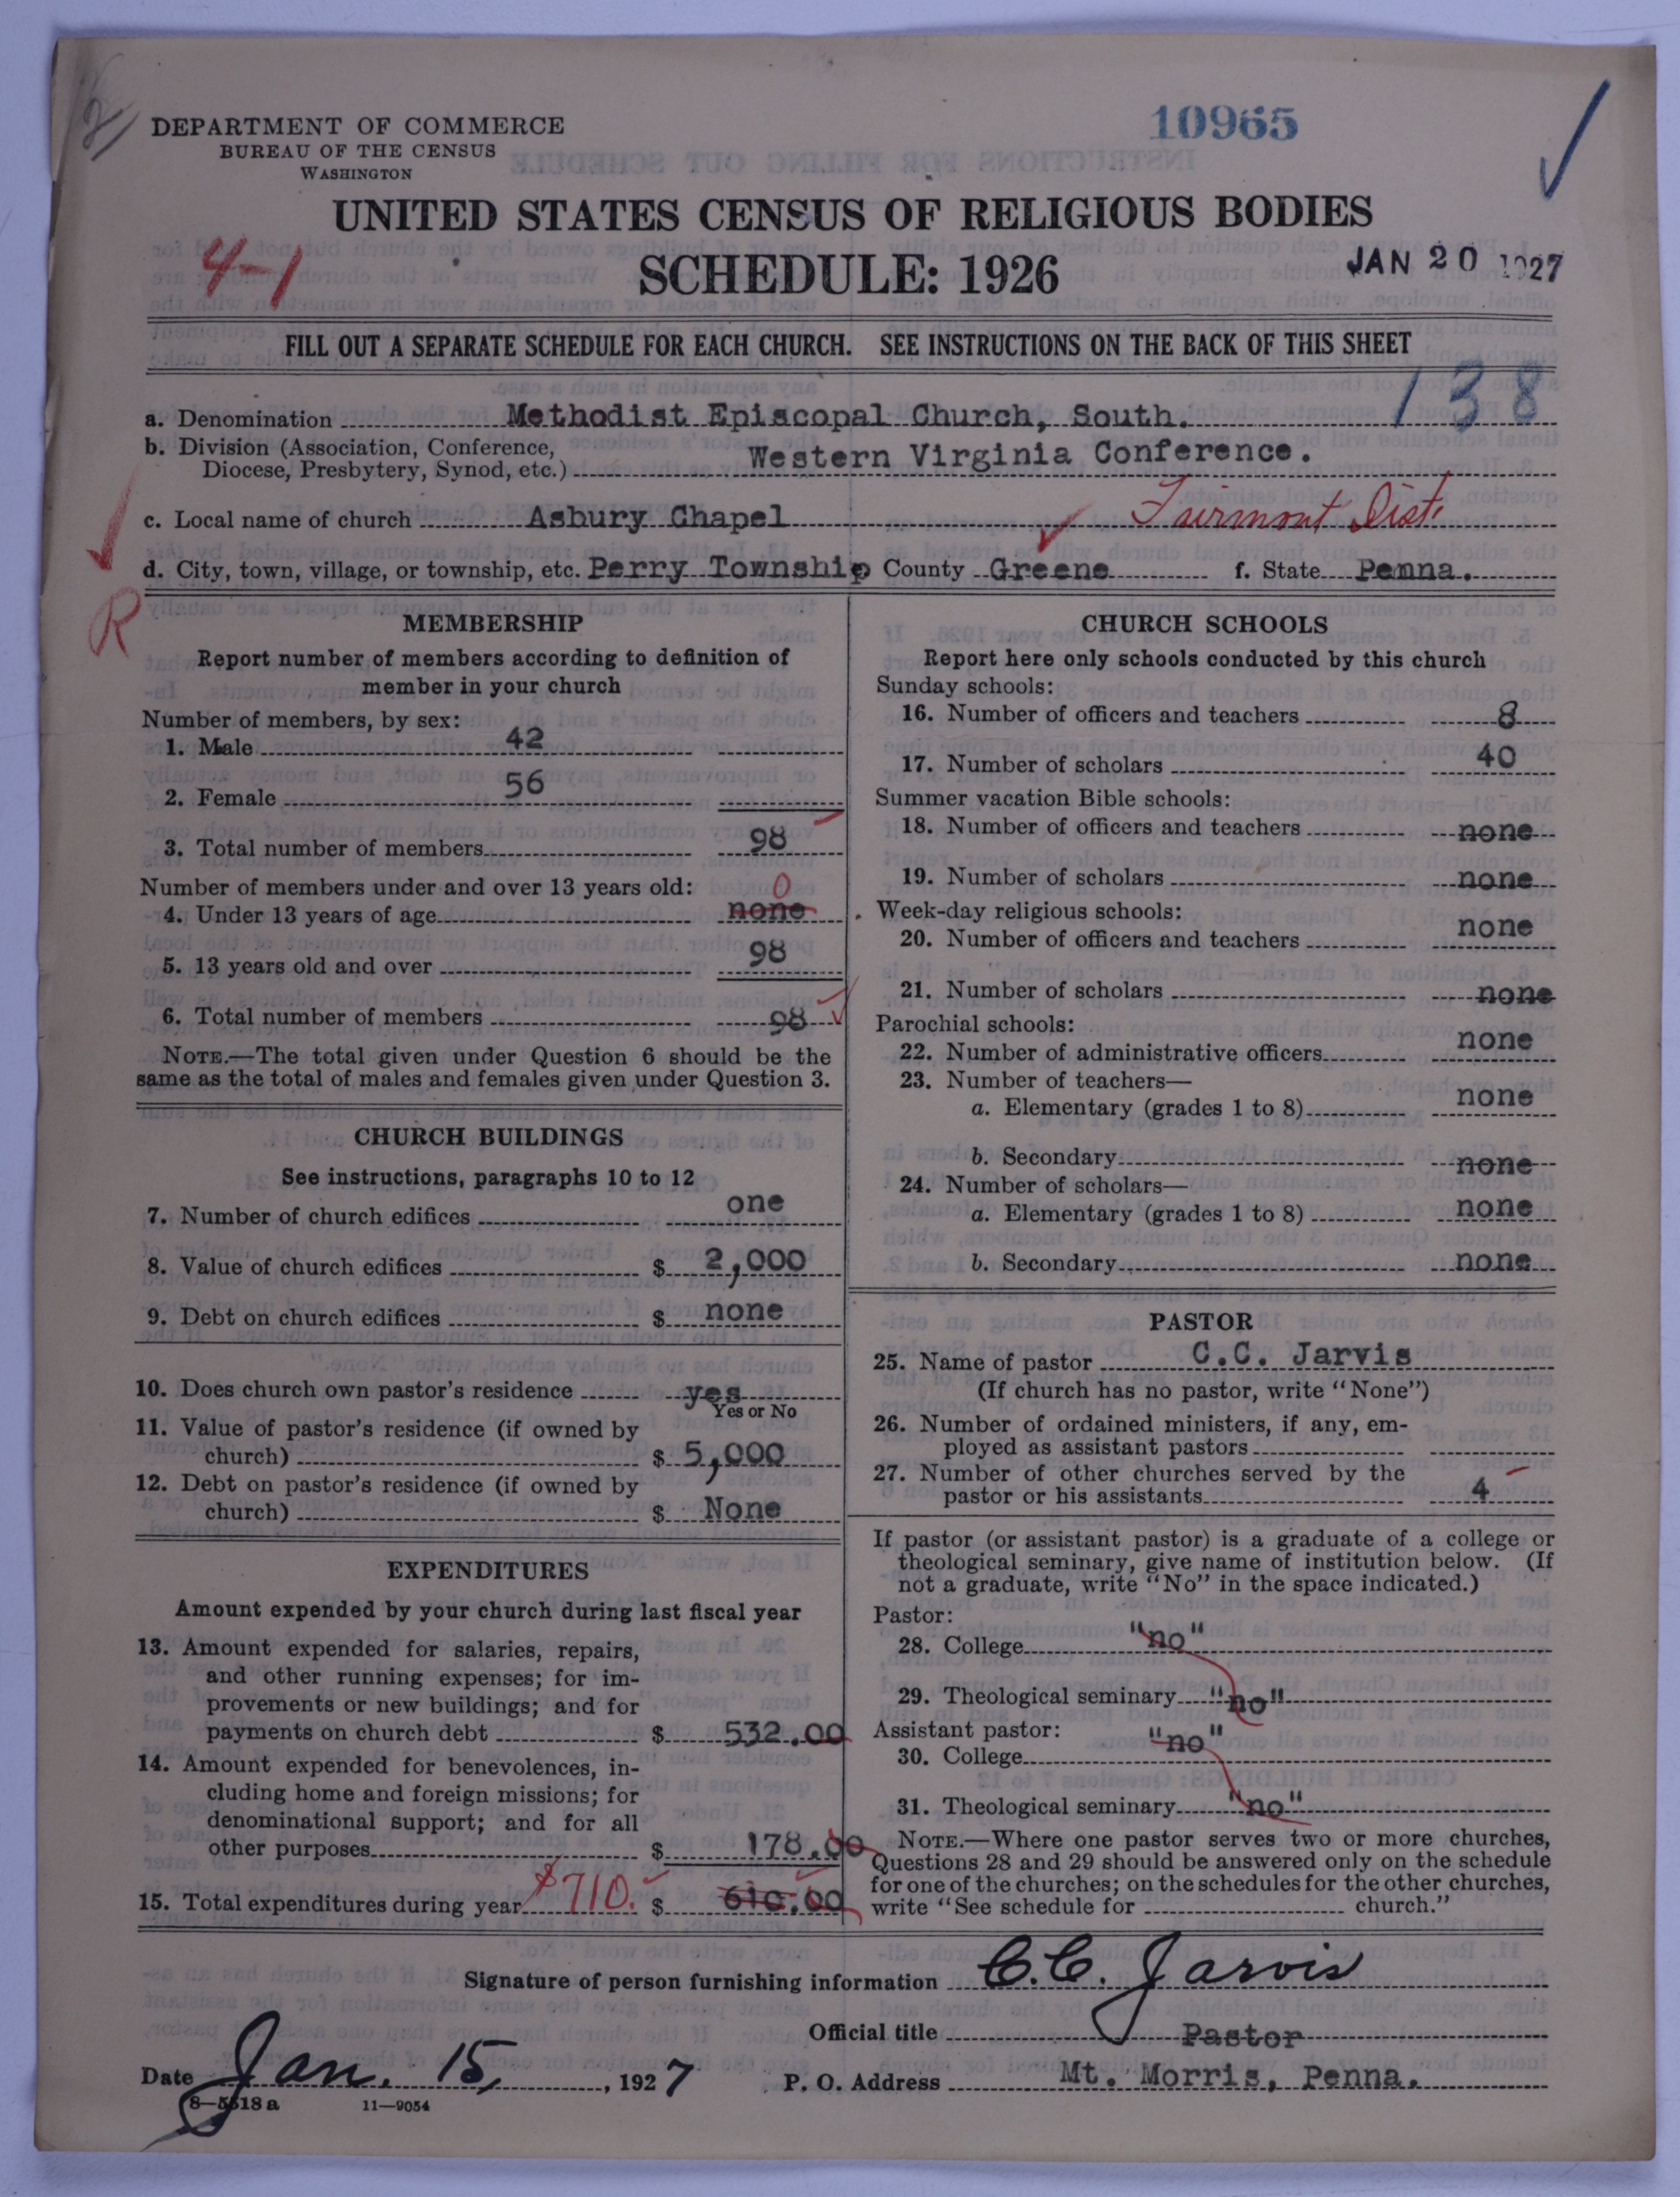 DEPARTMENT OF COMMERCE
BUREAU OF THE CENSUS
WASHINGTON
10965
UNITED STATES CENSUS OF RELIGIOUS BODIES
4-1
SCHEDULE: 1926
JAN 20 1927
FILL OUT A SEPARATE SCHEDULE FOR EACH CHURCH. SEE INSTRUCTIONS ON THE BACK OF THIS SHEET
138
a. Denomination Methodist Episcopal Church, South.
b. Division (Association, Conference,
Diocese, Presbytery, Synod, etc.) Western Virginia Conference.
c. Local name of church Asbury Chapel Fairmont Dist.
d. City, town, village, or township, etc. Perry Township County Greene f. State Penna.
R
MEMBERSHIP
Report number of members according to definition of
member in your church
Number of members, by sex:
1. Male 42
2. Female 56
3. Total number of members 98
Number of members under and over 13 years old: 0
4. Under 13 years of age none
5. 13 years old and over 98
6. Total number of members 98
NOTE.—The total given under Question 6 should be the
same as the total of males and females given under Question 3.
CHURCH BUILDINGS
See instructions, paragraphs 10 to 12
7. Number of church edifices one
8. Value of church edifices $ 2,000
9. Debt on church edifices $ none
10. Does church own pastor's residence yes
Yes or No
11. Value of pastor's residence (if owned by
church) $ 5,000
12. Debt on pastor's residence (if owned by
church) $ None
EXPENDITURES
Amount expended by your church during last fiscal year
13. Amount expended for salaries, repairs,
and other running expenses; for im-
provements or new buildings; and for
payments on church debt $ 532.00
14. Amount expended for benevolences, in-
cluding home and foreign missions; for
denominational support; and for all
other purposes $ 178.00
15. Total expenditures during year $710. $ 610.00
CHURCH SCHOOLS
Report here only schools conducted by this church
Sunday schools:
16. Number of officers and teachers 8
17. Number of scholars 40
Summer vacation Bible schools:
18. Number of officers and teachers none
19. Number of scholars none
Week-day religious schools:
20. Number of officers and teachers none
21. Number of scholars none
Parochial schools:
22. Number of administrative officers none
23. Number of teachers—
a. Elementary (grades 1 to 8) none
b. Secondary none
24. Number of scholars—
a. Elementary (grades 1 to 8) none
b. Secondary none
PASTOR
25. Name of pastor C.C. Jarvis
(If church has no pastor, write "None")
26. Number of ordained ministers, if any, em-
ployed as assistant pastors
27. Number of other churches served by the
pastor or his assistants 4
If pastor (or assistant pastor) is a graduate of a college or
theological seminary, give name of institution below. (If
not a graduate, write "No" in the space indicated.)
Pastor:
28. College "no"
29. Theological seminary "no"
Assistant pastor:
30. College "no"
31. Theological seminary "no"
NOTE.—Where one pastor serves two or more churches,
Questions 28 and 29 should be answered only on the schedule
for one of the churches; on the schedules for the other churches,
write "See schedule for church."
Signature of person furnishing information C.C. Jarvis
Official title Pastor
Date Jan. 15, 1927 P. O. Address Mt. Morris, Penna.
8—5518a 11—9054